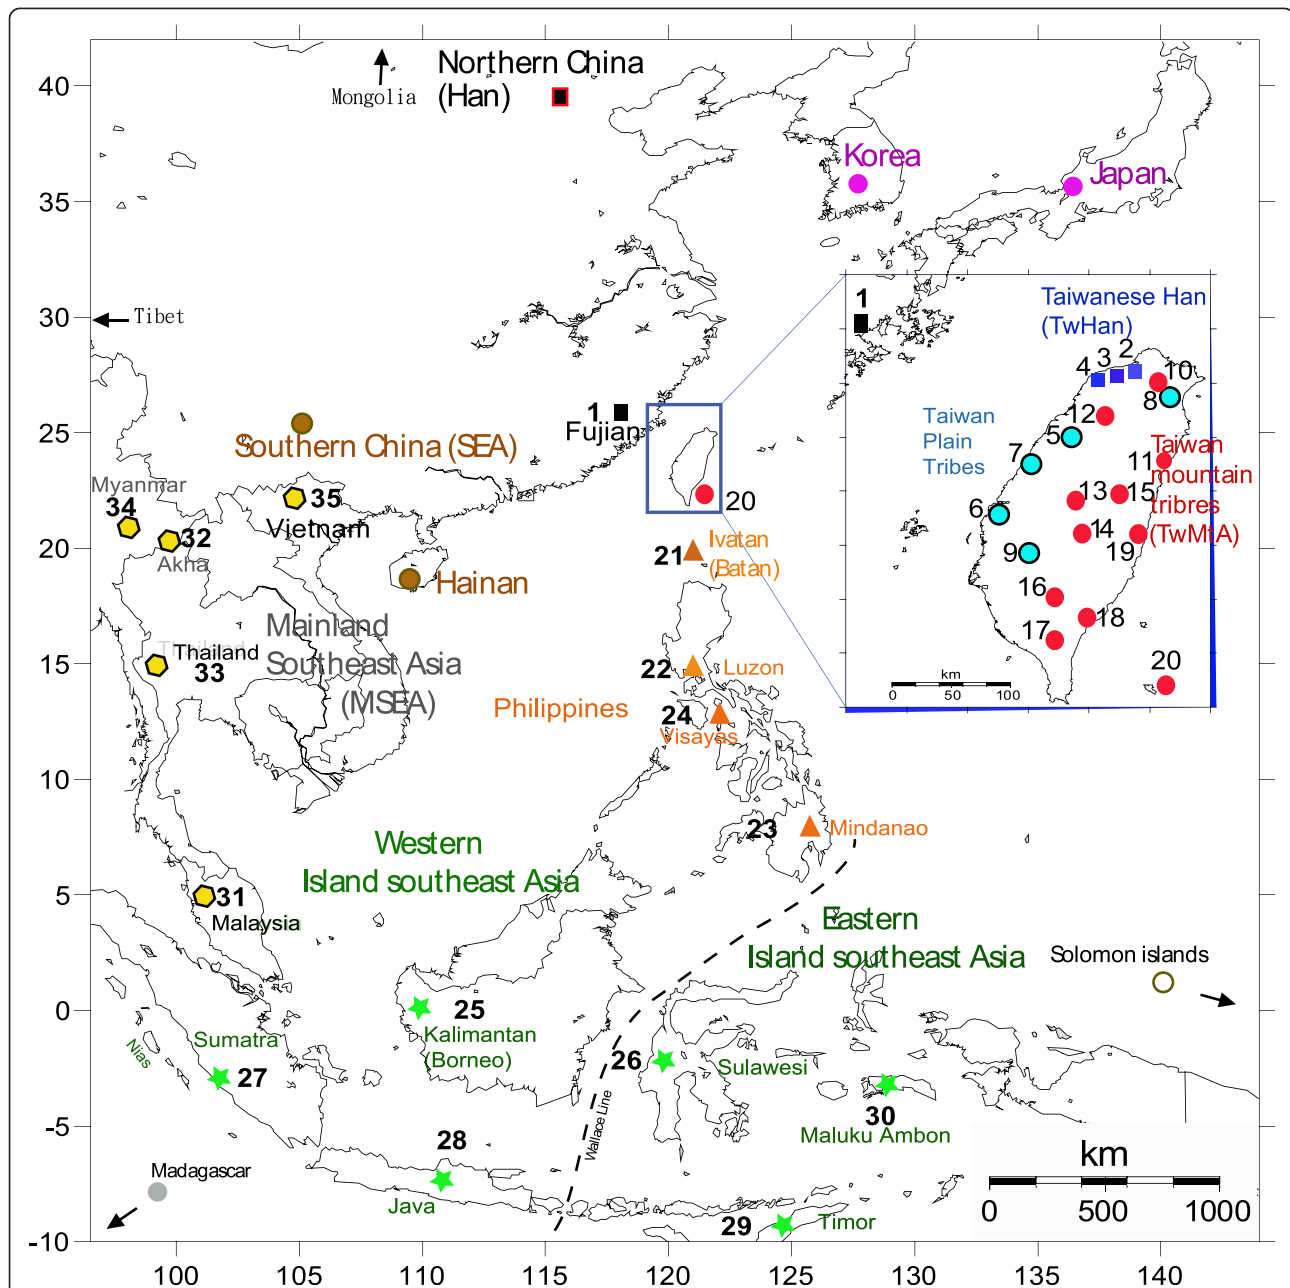 Northern China
(Han)
Mongolia
40
Korea
Japan
35
30
Tibet
1
Taiwanese Han
(TwHan)
4
3
2
10
8
12
Taiwan
Plain
Tribes
5
7
11
Taiwan
mountain
tribres
(TwMtA)
13
15
6
14
19
9
16
18
17
20
km
0
50
100
1
Fujian
25
Southern China (SEA)
20
Myanmar
34
35
Vietnam
32
Akha
20
21
Ivatan
(Batan)
Hainan
Mainland
Southeast Asia
(MSEA)
Thailand
Thailand
33
15
22
Luzon
Philippines
24
Visayas
10
23
Mindanao
Western
Island southeast Asia
5
31
Malaysia
Eastern
Island southeast Asia
Solomon islands
0
25
Kalimantan
(Borneo)
Sumatra
Nias
27
26
Sulawesi
Wallace Line
30
Maluku Ambon
-5
28
Java
Madagascar
29
Timor
km
0
500
1000
-10
100
105
110
115
120
125
130
135
140